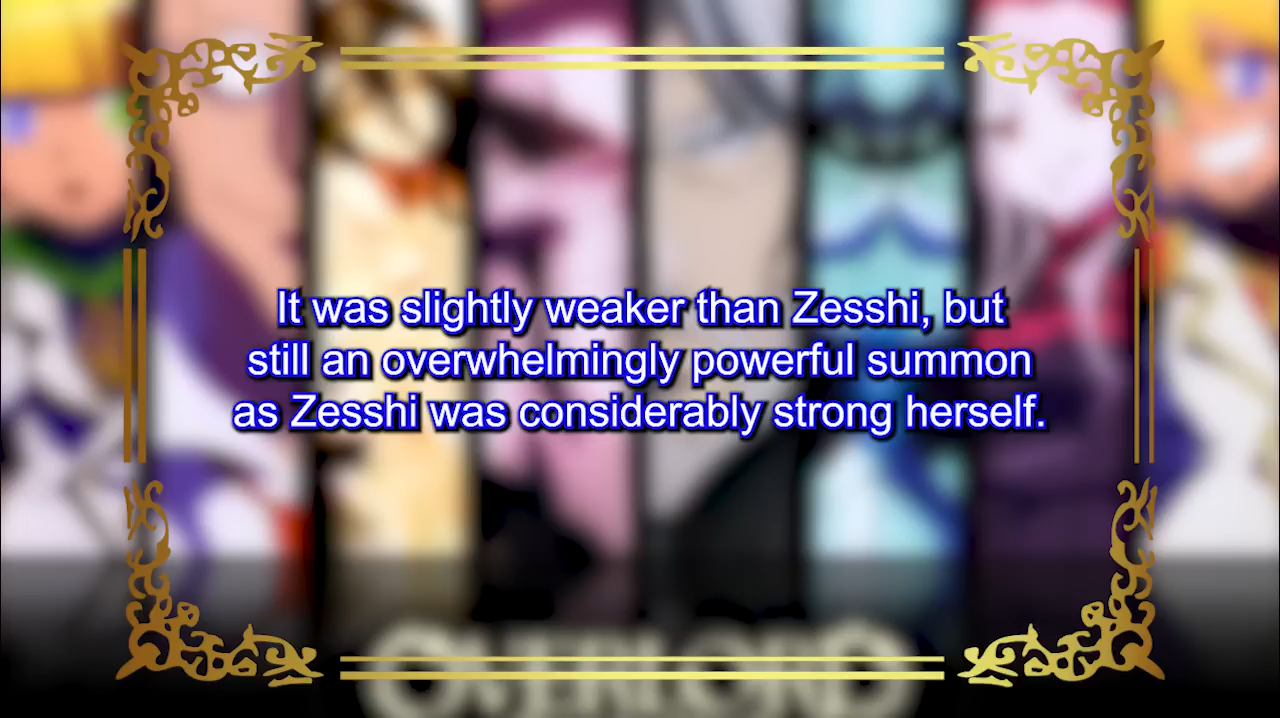 It was slightly weaker than Zesshi, but
still an overwhelmingly powerful summon
as Zesshi was considerably strong herself.
OVERLORD